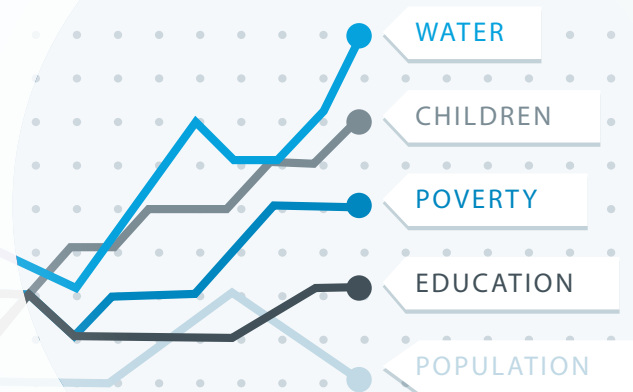 WATER
CHILDREN
POVERTY
EDUCATION
POPULATION